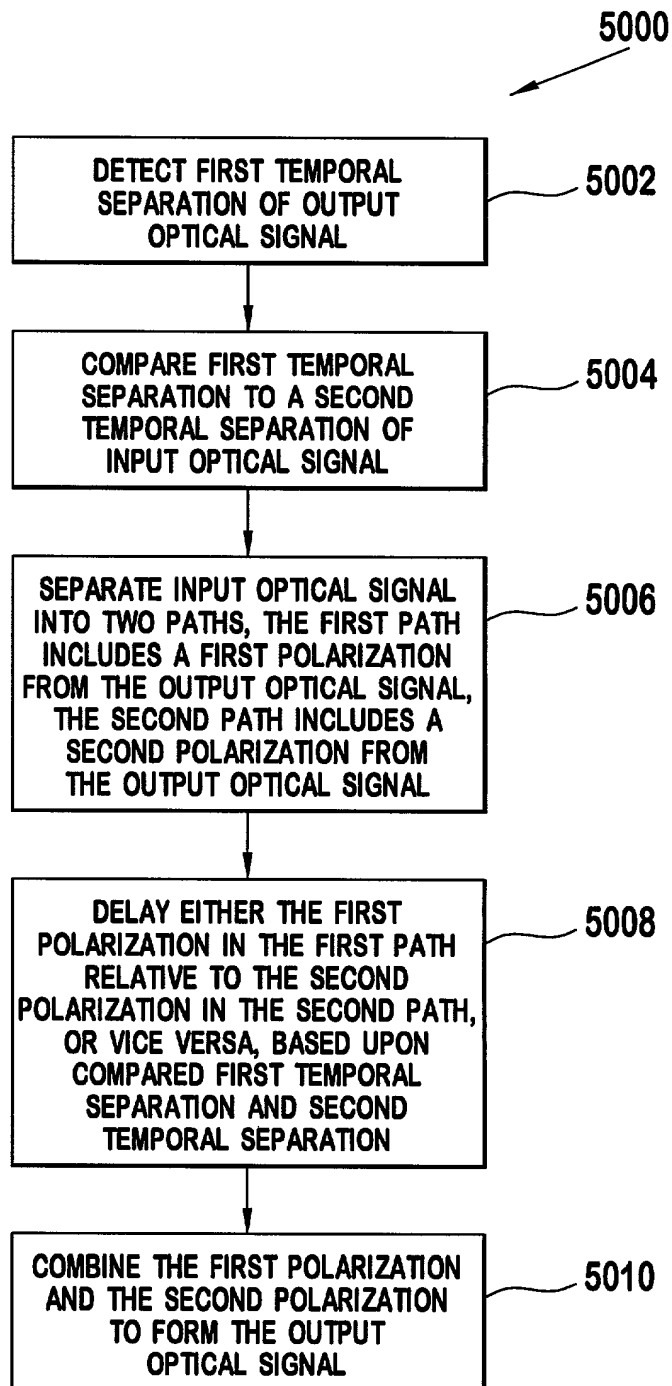 5000
DETECT FIRST TEMPORAL
SEPARATION OF OUTPUT
OPTICAL SIGNAL
5002
COMPARE FIRST TEMPORAL
SEPARATION TO A SECOND
TEMPORAL SEPARATION OF
INPUT OPTICAL SIGNAL
5004
SEPARATE INPUT OPTICAL SIGNAL
INTO TWO PATHS, THE FIRST PATH
INCLUDES A FIRST POLARIZATION
FROM THE OUTPUT OPTICAL SIGNAL,
THE SECOND PATH INCLUDES A
SECOND POLARIZATION FROM
THE OUTPUT OPTICAL SIGNAL
5006
DELAY EITHER THE FIRST
POLARIZATION IN THE FIRST PATH
RELATIVE TO THE SECOND
POLARIZATION IN THE SECOND PATH,
OR VICE VERSA, BASED UPON
COMPARED FIRST TEMPORAL
SEPARATION AND SECOND
TEMPORAL SEPARATION
5008
COMBINE THE FIRST POLARIZATION
AND THE SECOND POLARIZATION
TO FORM THE OUTPUT
OPTICAL SIGNAL
5010